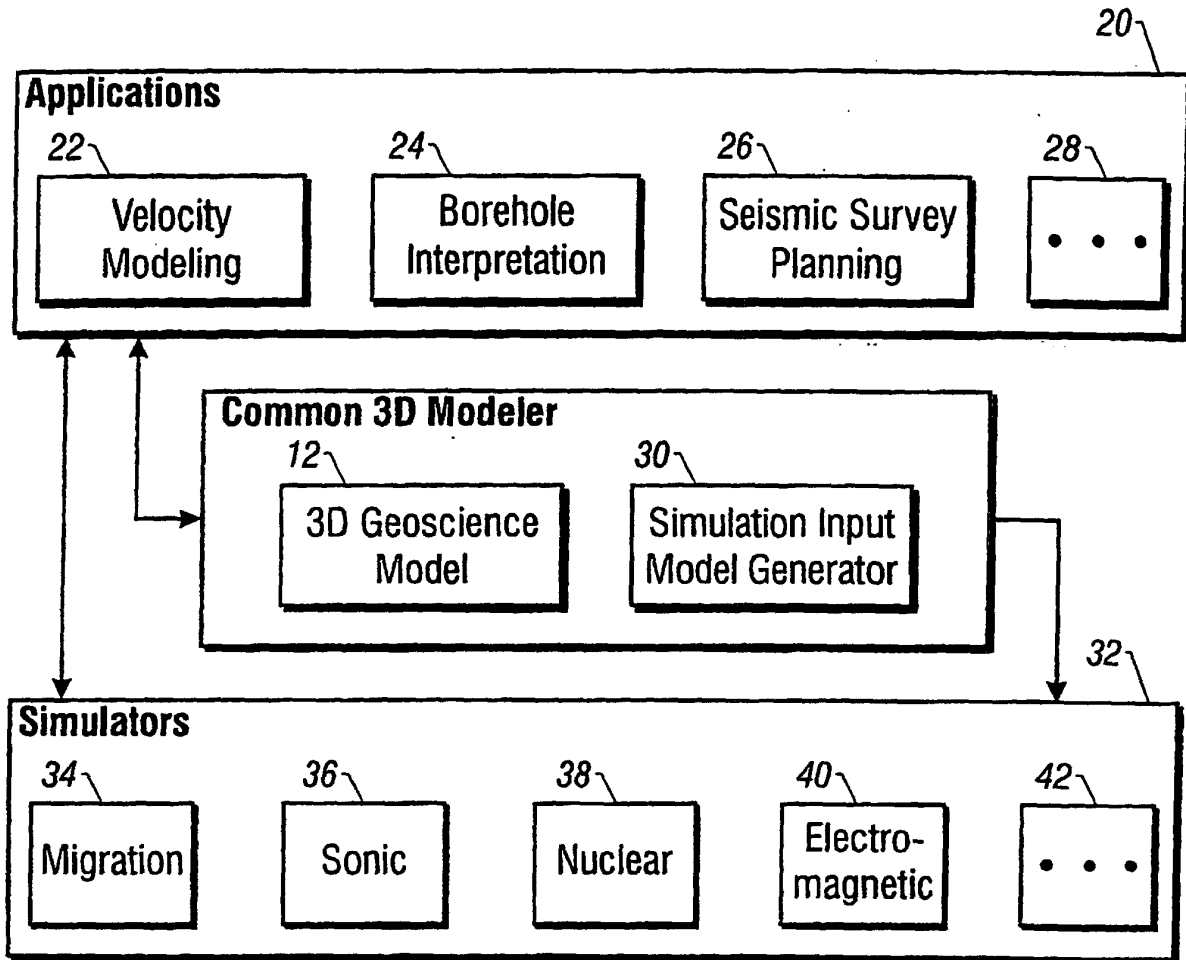 20
Applications
22
24
26
28
Velocity
Modeling
Borehole
Interpretation
Seismic Survey
Planning
• • •
Common 3D Modeler
12
30
3D Geoscience
Model
Simulation Input
Model Generator
32
Simulators
34
36
38
40
42
Migration
Sonic
Nuclear
Electro-
magnetic
• • •